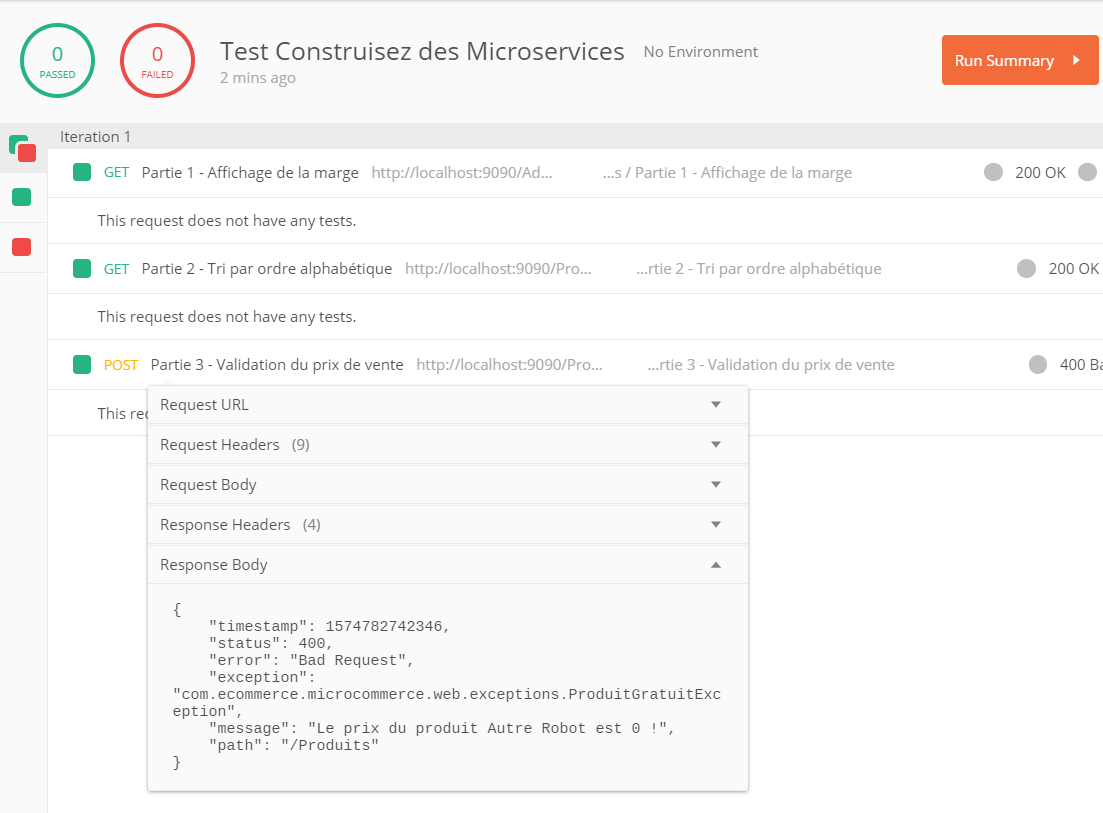 0
PASSED
0
FAILED
Test Construisez des Microservices No Environment
2 mins ago
Run Summary
Iteration 1
GET Partie 1 - Affichage de la marge http://localhost:9090/Ad... ...s / Partie 1 - Affichage de la marge 200 OK
This request does not have any tests.
GET Partie 2 - Tri par ordre alphabétique http://localhost:9090/Pro... ...rtie 2 - Tri par ordre alphabétique 200 OK
This request does not have any tests.
POST Partie 3 - Validation du prix de vente http://localhost:9090/Pro... ...rtie 3 - Validation du prix de vente 400 Ba
This req
Request URL
Request Headers (9)
Request Body
Response Headers (4)
Response Body
{
"timestamp": 1574782742346,
"status": 400,
"error": "Bad Request",
"exception":
"com.ecommerce.microcommerce.web.exceptions.ProduitGratuitExc
eption",
"message": "Le prix du produit Autre Robot est 0 !",
"path": "/Produits"
}